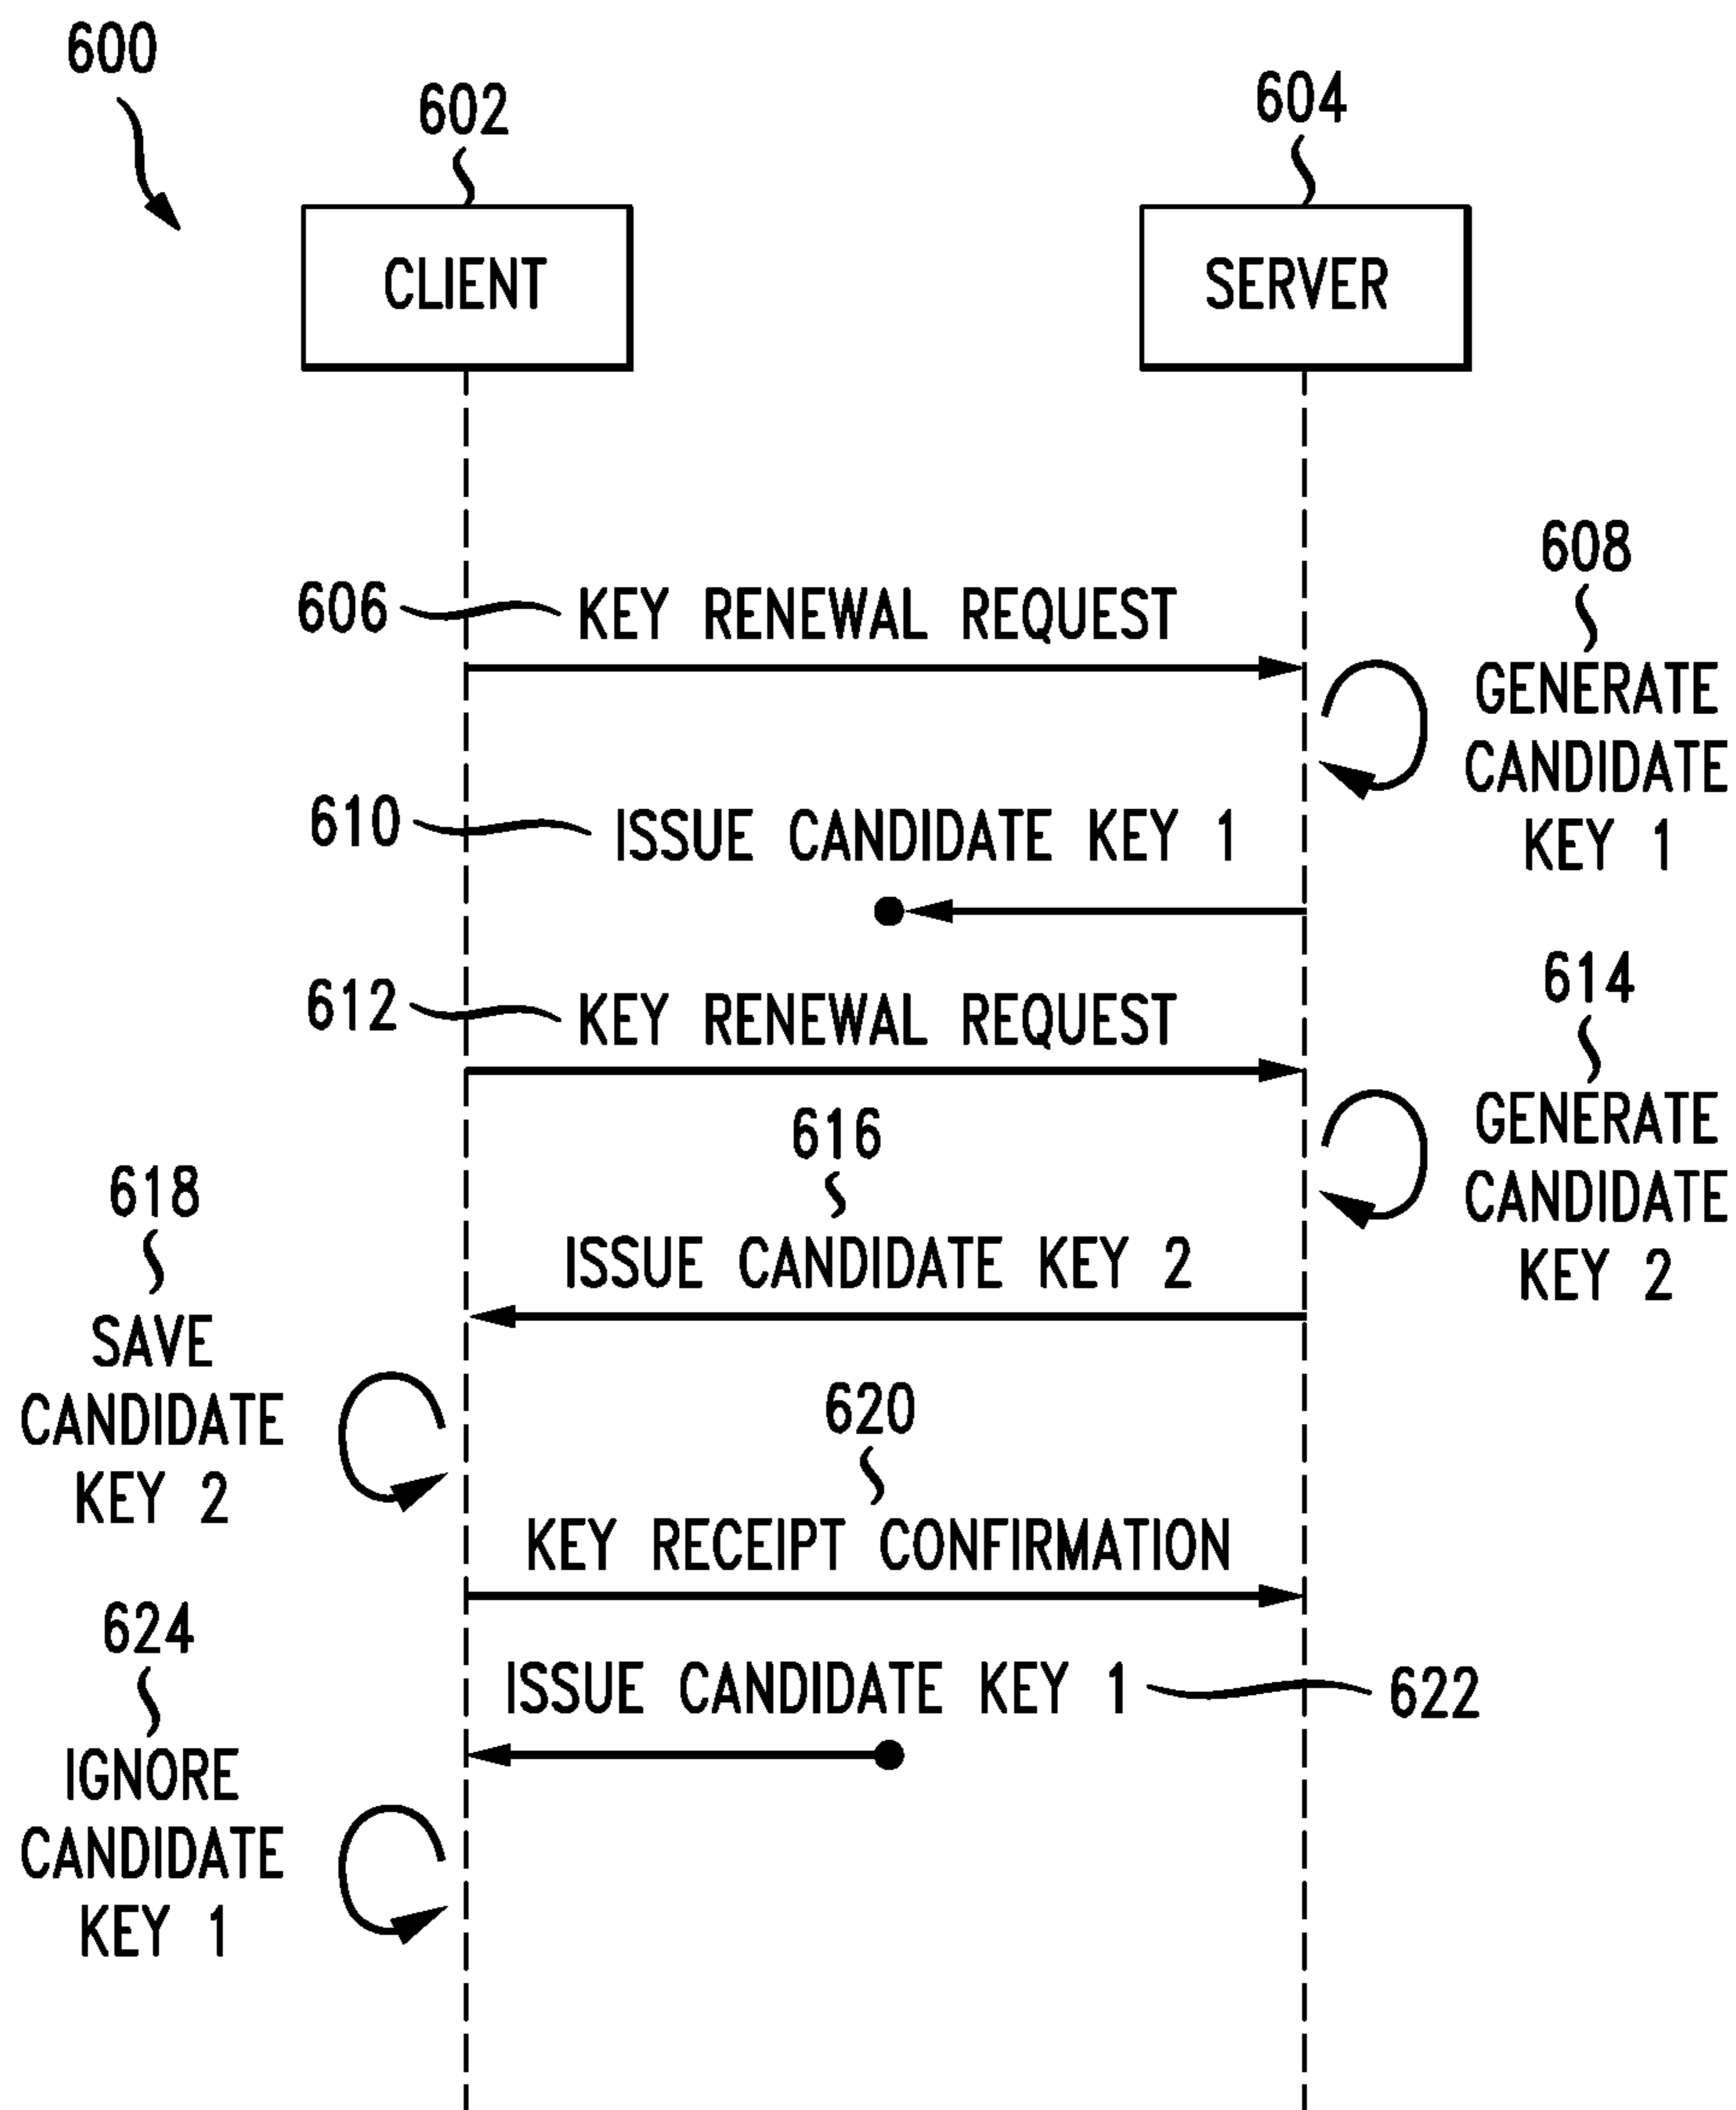 600
602
604
CLIENT
SERVER
606
KEY RENEWAL REQUEST
608
GENERATE
CANDIDATE
KEY 1
610
ISSUE CANDIDATE KEY 1
612
KEY RENEWAL REQUEST
614
GENERATE
CANDIDATE
KEY 2
616
ISSUE CANDIDATE KEY 2
618
SAVE
CANDIDATE
KEY 2
620
KEY RECEIPT CONFIRMATION
624
IGNORE
CANDIDATE
KEY 1
ISSUE CANDIDATE KEY 1
622